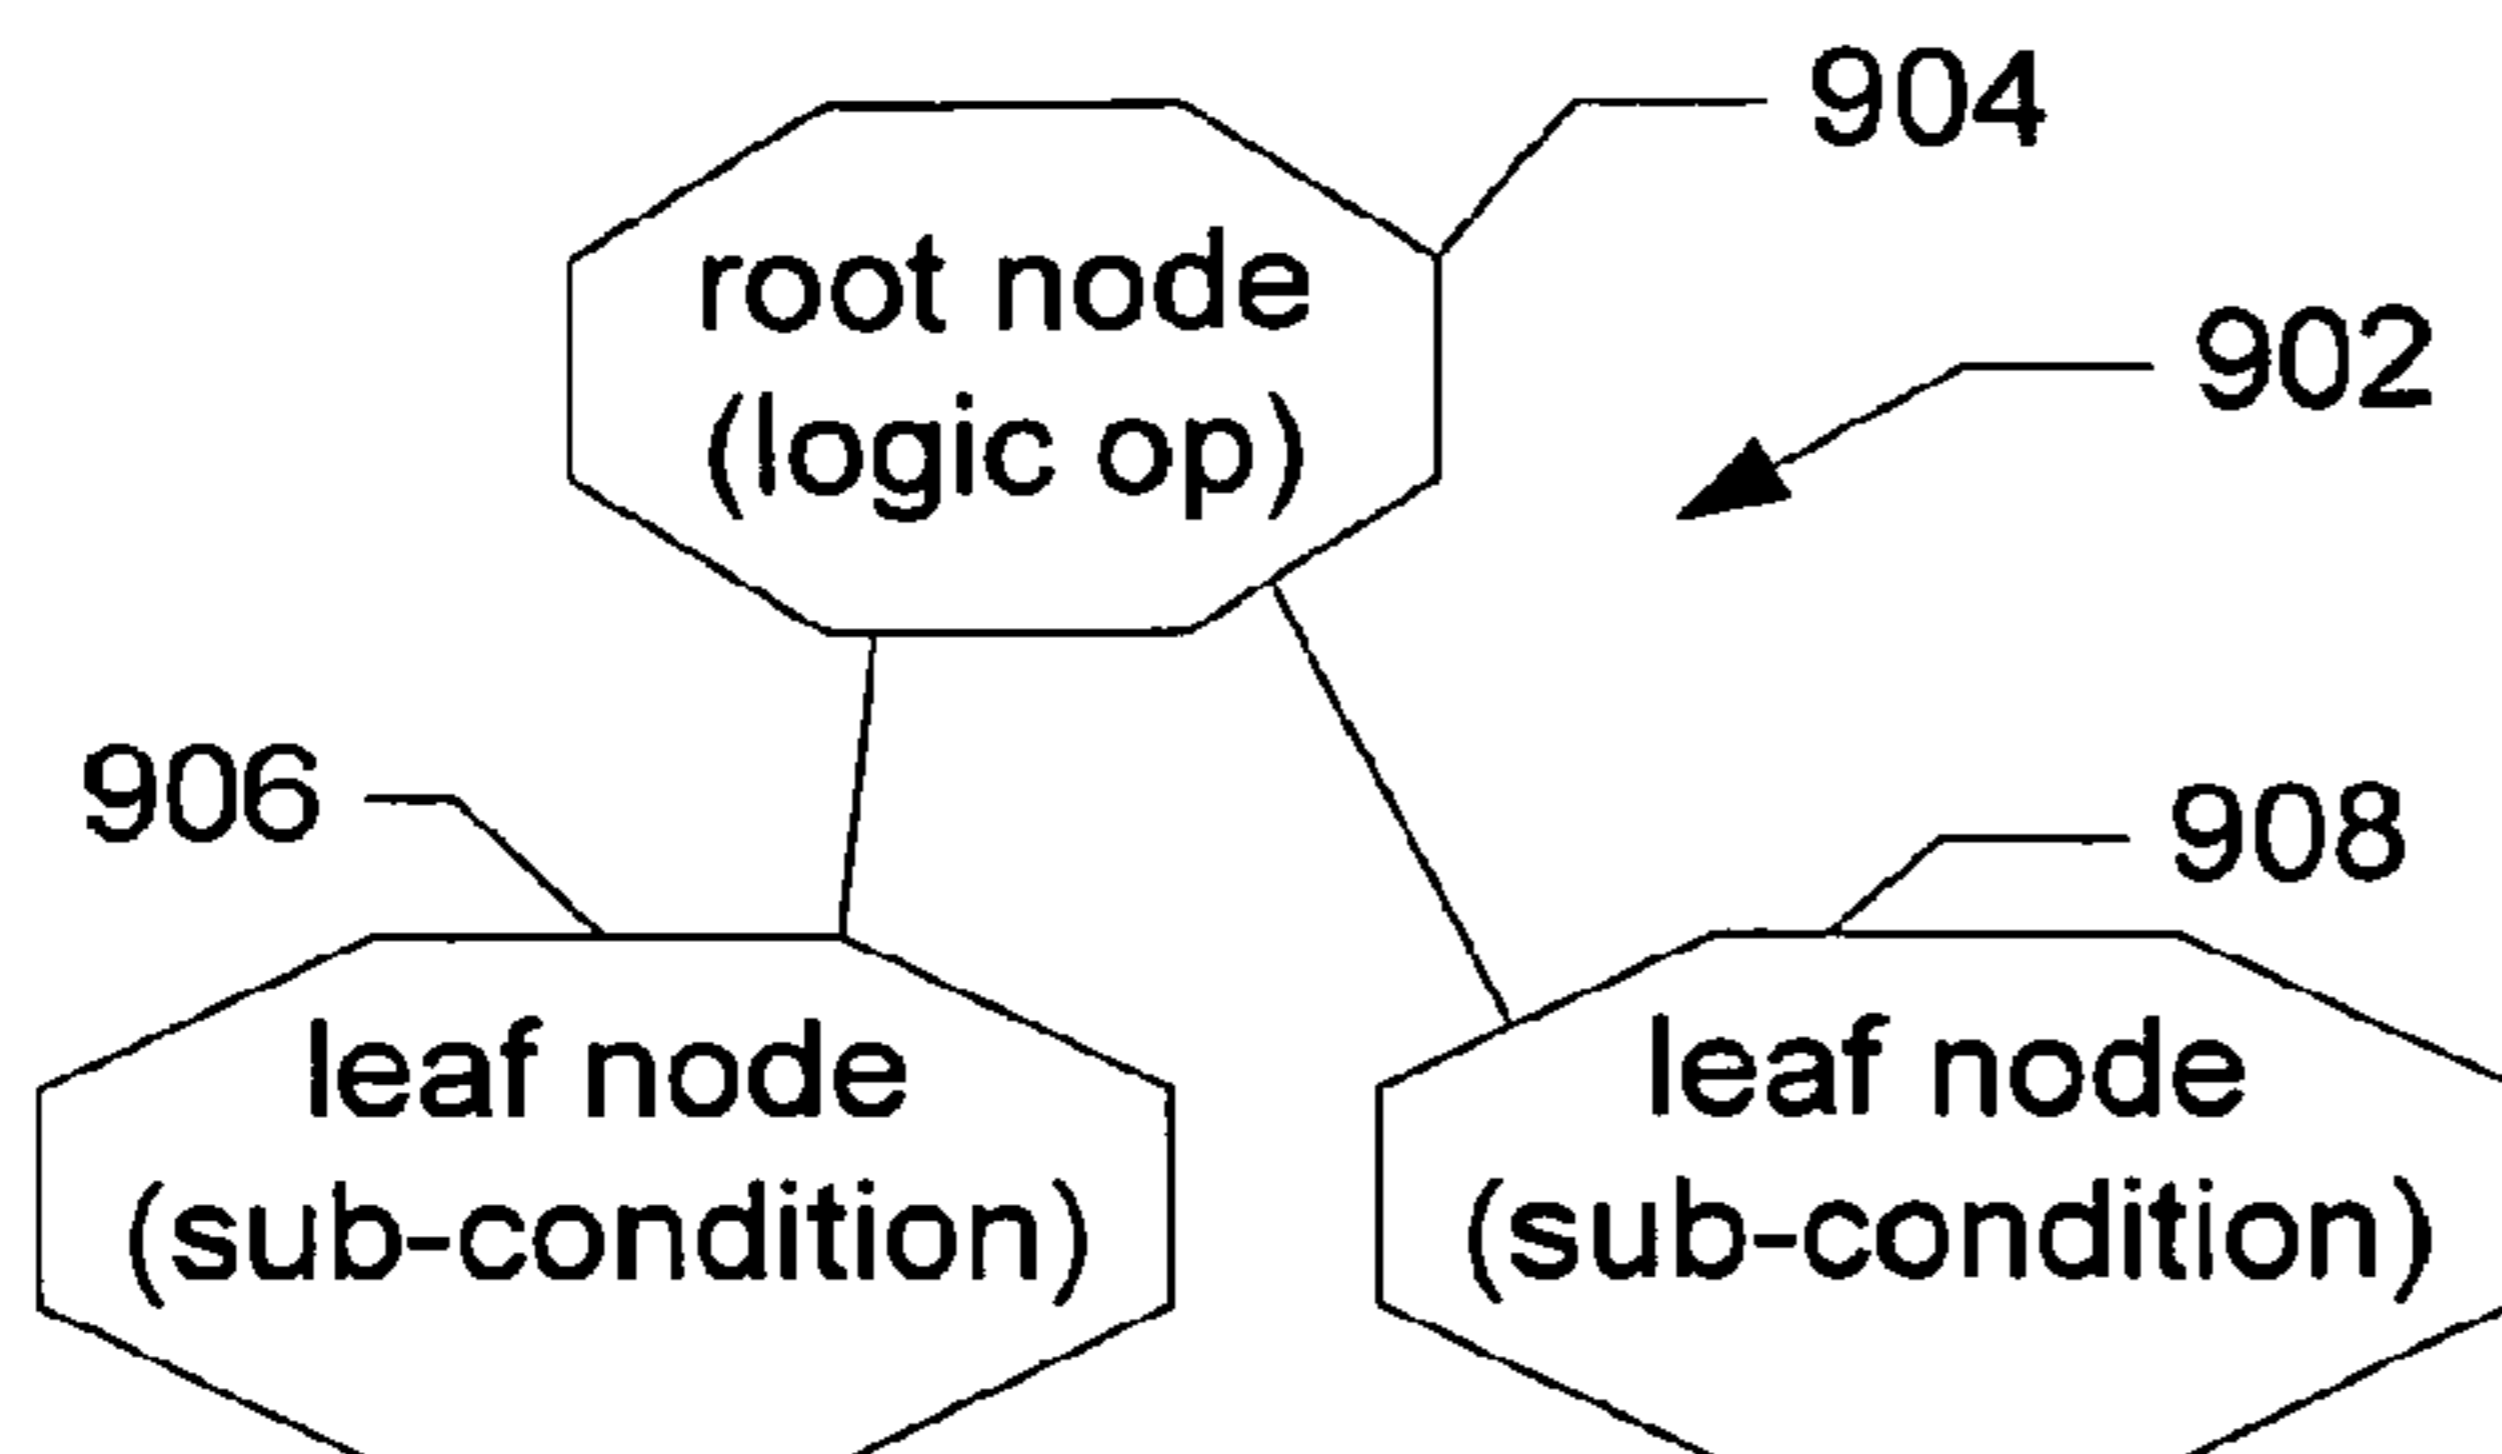 904
root node
(logic op)
902
906
908
leaf node
(sub-condition)
leaf node
(sub-condition)